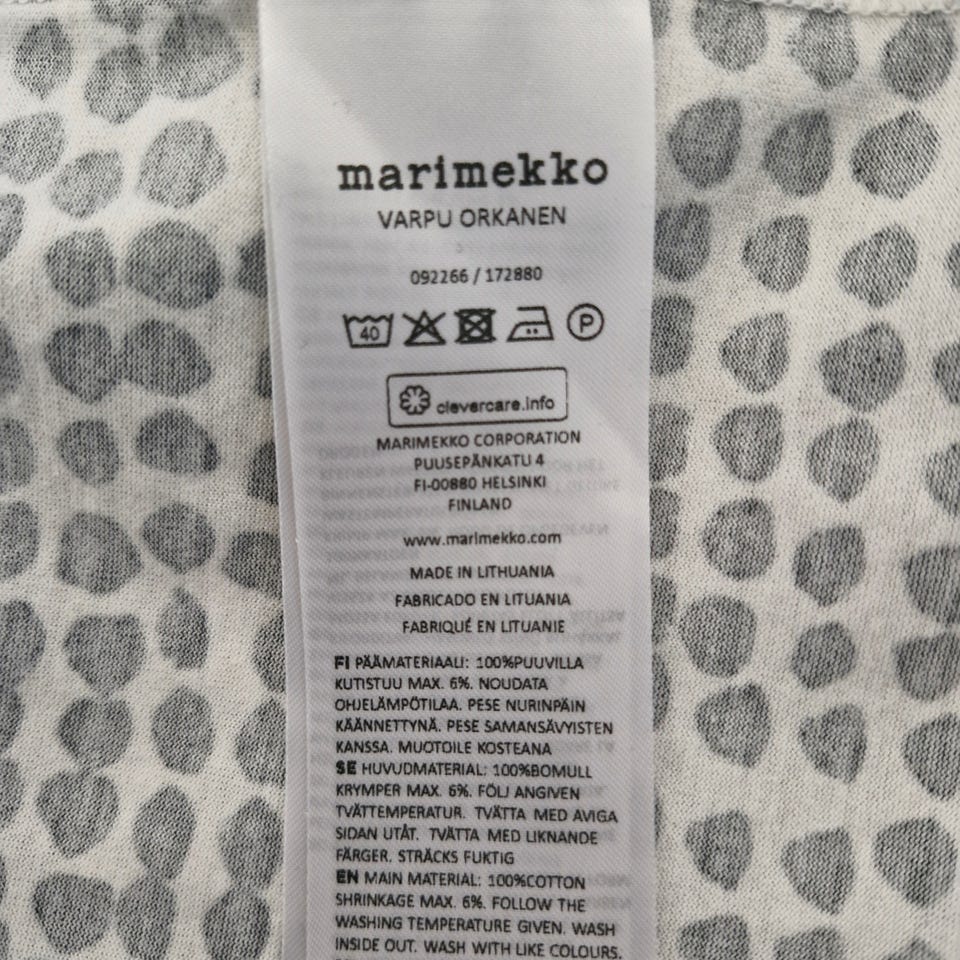 marimekko
VARPU ORKANEN
092266 / 172880
40 P
clevercare.info
MARIMEKKO CORPORATION
PUUSEPÄNKATU 4
FI-00880 HELSINKI
FINLAND
www.marimekko.com
MADE IN LITHUANIA
FABRICADO EN LITUANIA
FABRIQUÉ EN LITUANIE
FI PÄÄMATERIAALI: 100%PUUVILLA
KUTISTUU MAX. 6%. NOUDATA
OHJELÄMPÖTILAA. PESE NURINPÄIN
KÄÄNNETTYNÄ. PESE SAMANSÄVYISTEN
KANSSA. MUOTOILE KOSTEANA
SE HUVUDMATERIAL: 100%BOMULL
KRYMPER MAX. 6%. FÖLJ ANGIVEN
TVÄTTEMPERATUR. TVÄTTA MED AVIGA
SIDAN UTÅT. TVÄTTA MED LIKNANDE
FÄRGER. STRÄCKS FUKTIG
EN MAIN MATERIAL: 100%COTTON
SHRINKAGE MAX. 6%. FOLLOW THE
WASHING TEMPERATURE GIVEN. WASH
INSIDE OUT. WASH WITH LIKE COLOURS.